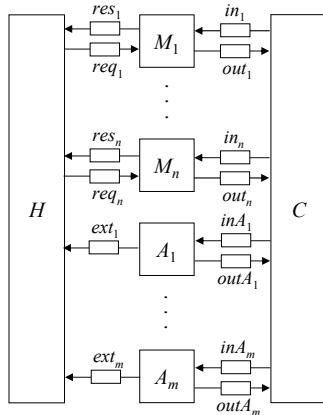 res₁ M₁ in₁
req₁ out₁
resₙ Mₙ inₙ
reqₙ outₙ
H C
ext₁ A₁ inA₁
outA₁
extₘ Aₘ inAₘ
outAₘ